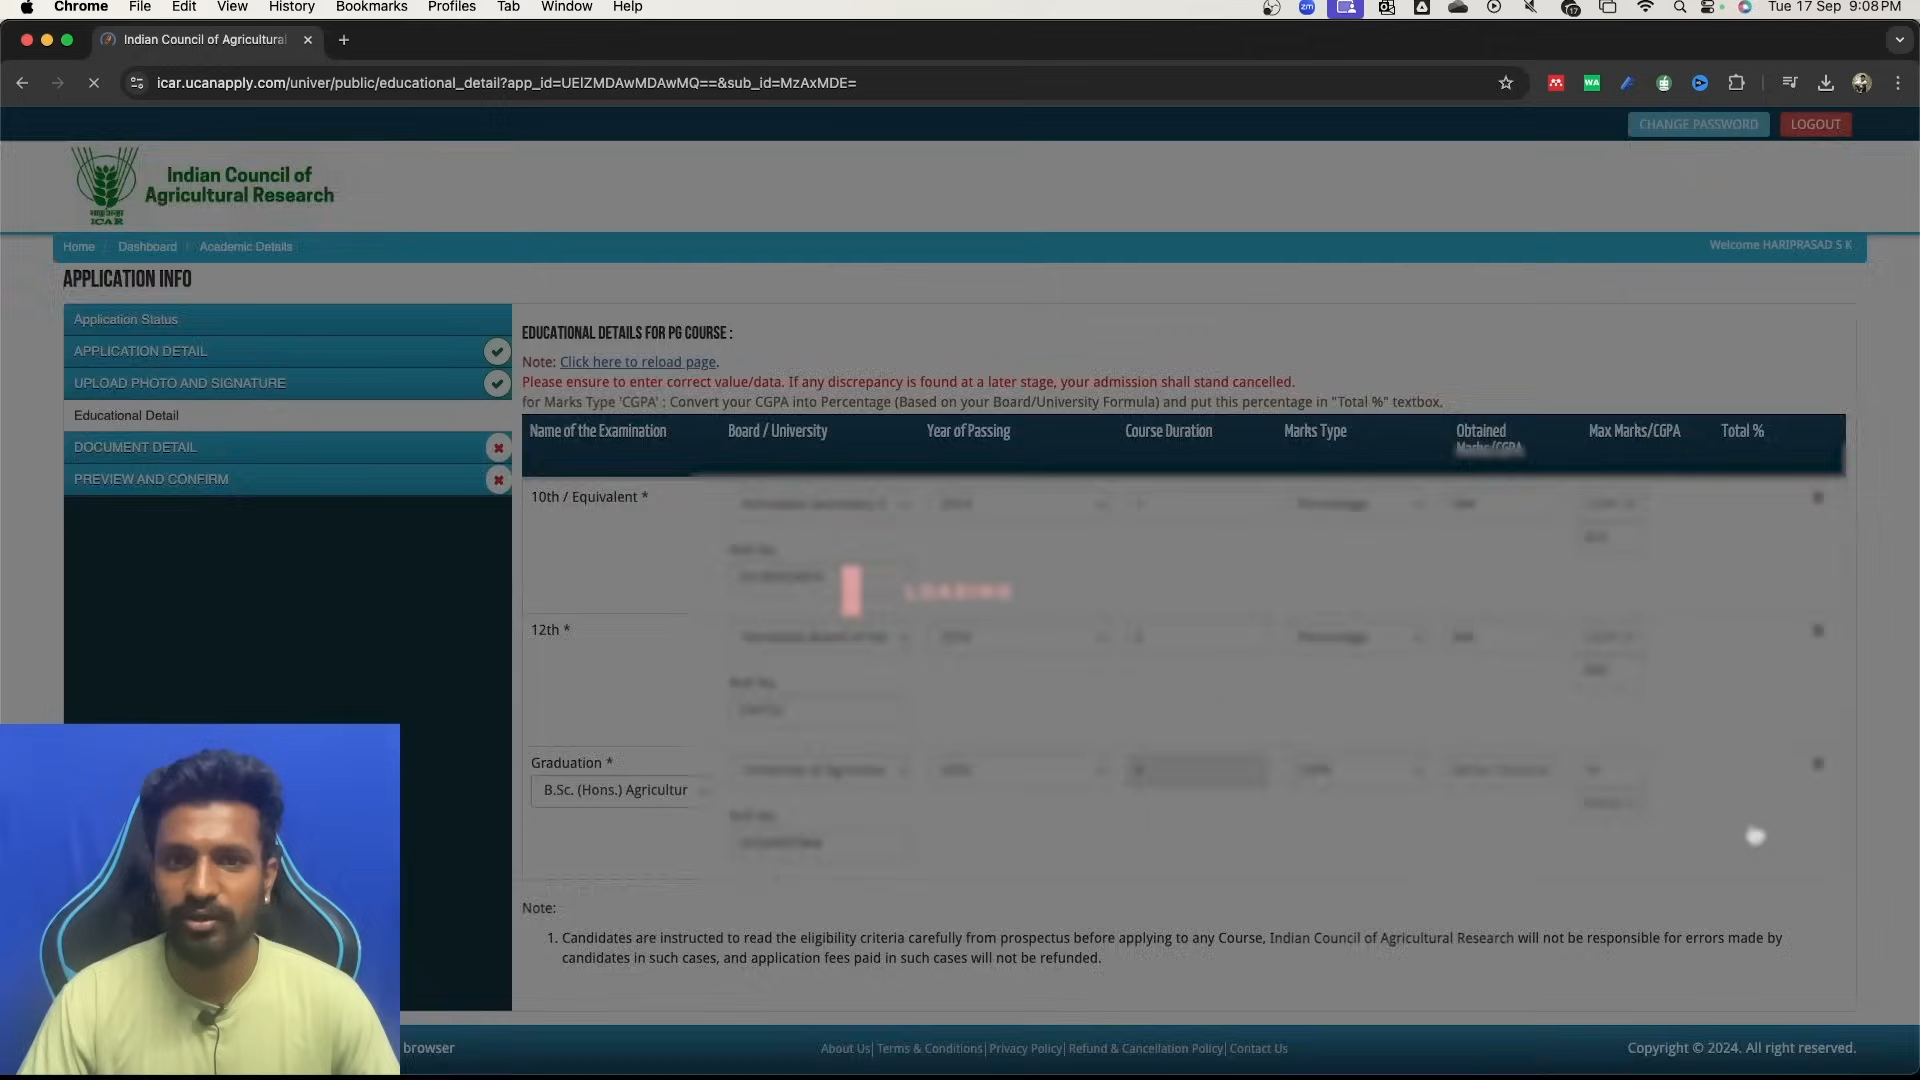 Chrome File Edit View History Bookmarks Profiles Tab Window Help
zm 17 Tue 17 Sep 9:08 PM
Indian Council of Agricultural
icar.ucanapply.com/univer/public/educational_detail?app_id=UElZMDAwMDAwMQ==&sub_id=MzAxMDE=
WA
CHANGE PASSWORD LOGOUT
Indian Council of
Agricultural Research
ICAR
Home Dashboard Academic Details Welcome HARIPRASAD S K
APPLICATION INFO
Application Status
APPLICATION DETAIL
UPLOAD PHOTO AND SIGNATURE
Educational Detail
DOCUMENT DETAIL
PREVIEW AND CONFIRM
EDUCATIONAL DETAILS FOR PG COURSE :
Note: Click here to reload page.
Please ensure to enter correct value/data. If any discrepancy is found at a later stage, your admission shall stand cancelled.
for Marks Type 'CGPA' : Convert your CGPA into Percentage (Based on your Board/University Formula) and put this percentage in "Total %" textbox.
Name of the Examination Board / University Year of Passing Course Duration Marks Type Obtained Marks/CGPA Max Marks/CGPA Total %
10th / Equivalent *
LOADING
12th *
Graduation *
B.Sc. (Hons.) Agricultur
Note:
1. Candidates are instructed to read the eligibility criteria carefully from prospectus before applying to any Course, Indian Council of Agricultural Research will not be responsible for errors made by
candidates in such cases, and application fees paid in such cases will not be refunded.
browser About Us| Terms & Conditions| Privacy Policy| Refund & Cancellation Policy| Contact Us Copyright © 2024. All right reserved.